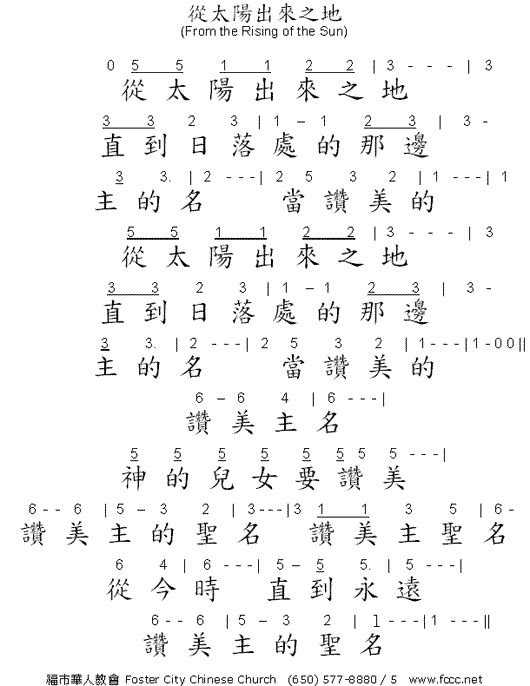 從太陽出來之地
(From the Rising of the Sun)
0 5 5 1 1 2 2 | 3 - - - | 3
從太陽出來之地
3 3 2 3 | 1 – 1 2 3 | 3 -
直到日落處的那邊
3 3. | 2 - - - | 2 5 3 2 | 1 - - - | 1
主的名 當讚美的
5 5 1 1 2 2 | 3 - - - | 3
從太陽出來之地
3 3 2 3 | 1 – 1 2 3 | 3 -
直到日落處的那邊
3 3. | 2 - - - | 2 5 3 2 | 1 - - - | 1 - 0 0 ||
主的名 當讚美的
6 – 6 4 | 6 - - - |
讚美主名
5 5 5 5 5 5 5 5 - - - |
神的兒女要讚美
6 - - 6 | 5 – 3 2 | 3 - - - | 3 1 1 3 5 | 6 -
讚美主的聖名 讚美主聖名
6 4 | 6 - - - | 5 – 5 5. | 5 - - - |
從今時 直到永遠
6 - - 6 | 5 – 3 2 | 1 - - - | 1 - - - ||
讚美主的聖名
福市華人教會 Foster City Chinese Church (650) 577-8880 / 5 www.fccc.net